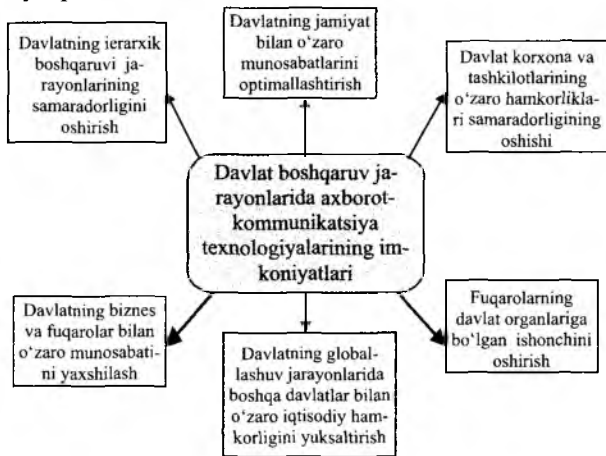 Davlatning ierarxik
boshqaruvi ja-
rayonlarining
samaradorligini
oshirish
Davlatning jamiyat
bilan o‘zaro
munosabatlarini
optimallashtirish
Davlat korxona va
tashkilotlarining
o‘zaro hamkorlikla-
ri samaradorligining
oshishi
Davlat boshqaruv ja-
rayonlarida axborot-
kommunikatsiya
texnologiyalarining im-
koniyatlari
Davlatning biznes
va fuqarolar bilan
o‘zaro munosabati-
ni yaxshilash
Davlatning global-
lashuv jarayonlarida
boshqa davlatlar bilan
o‘zaro iqtisodiy ham-
korligini yuksaltirish
Fuqarolarning
davlat organlariga
bo‘lgan ishonchini
oshirish